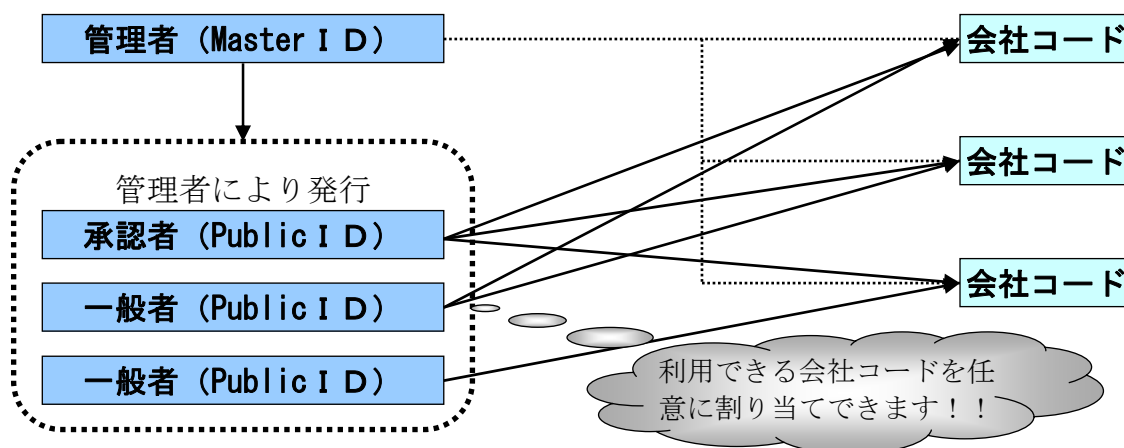 管理者（MasterＩＤ）
会社コード
管理者により発行
会社コード
承認者（PublicＩＤ）
一般者（PublicＩＤ）
会社コード
一般者（PublicＩＤ）
利用できる会社コードを任
意に割り当てできます！！